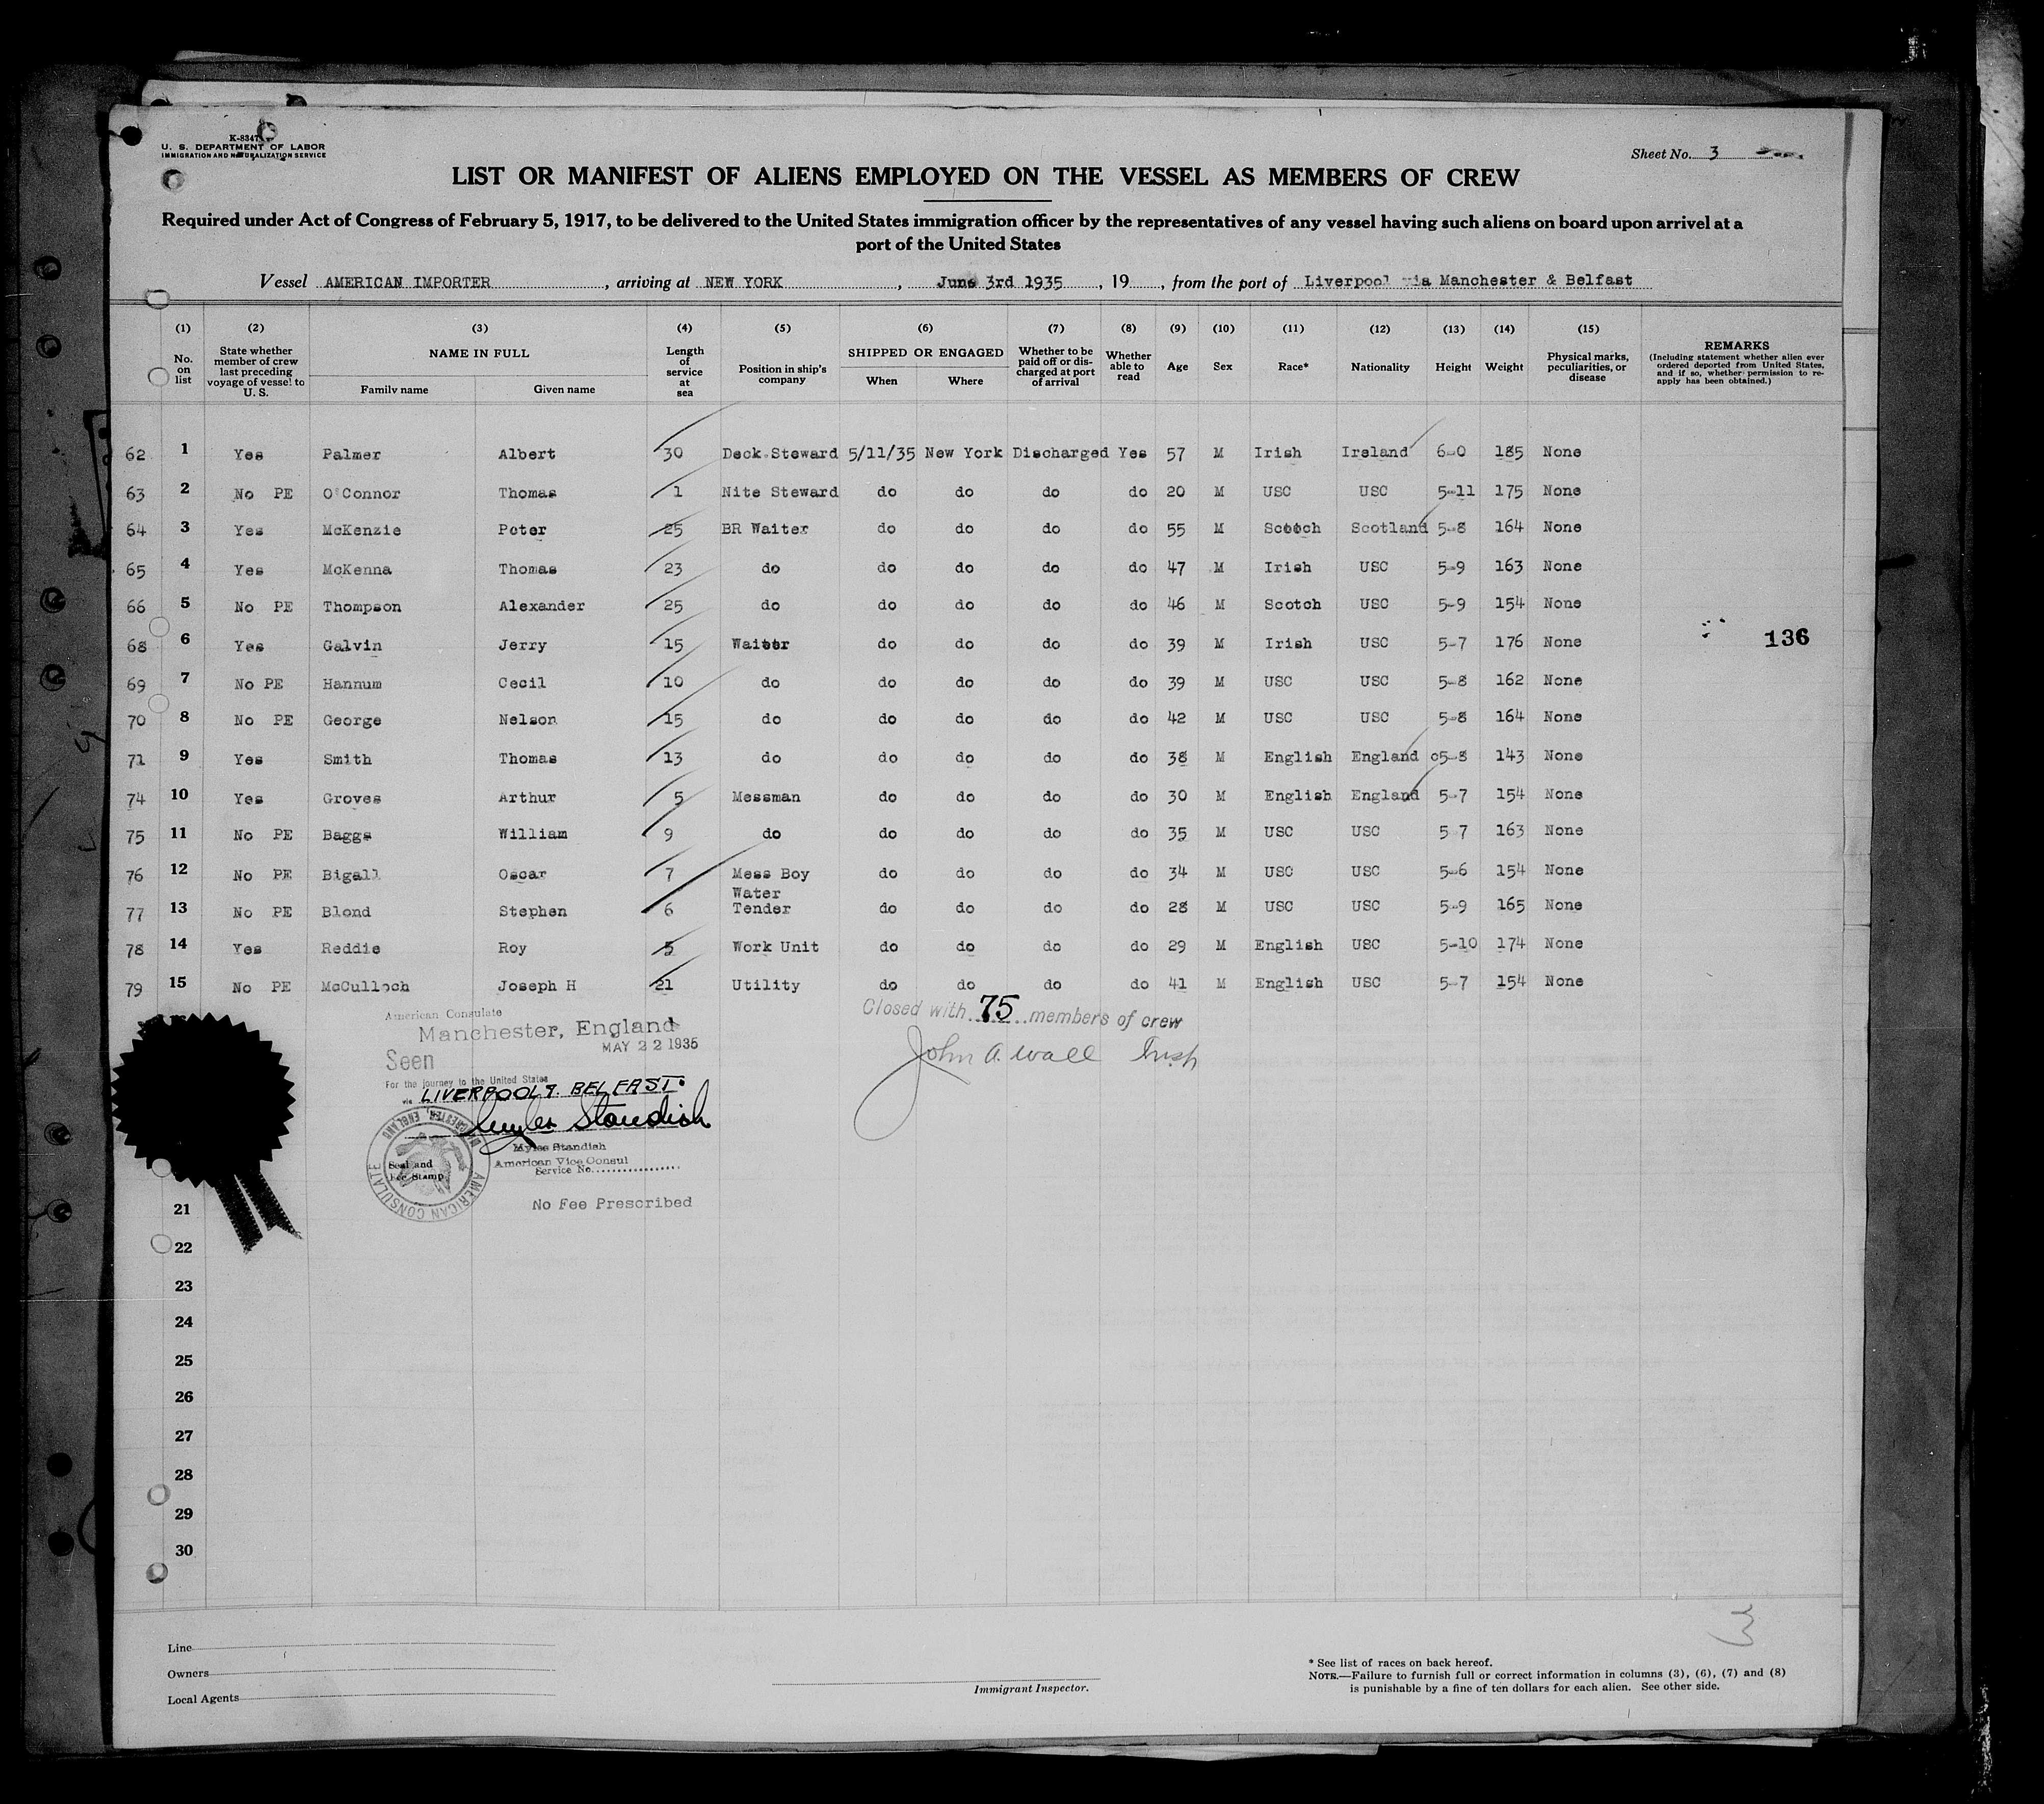 K-8347
U. S. DEPARTMENT OF LABOR
IMMIGRATION AND NATURALIZATION SERVICE
Sheet No. 3
LIST OR MANIFEST OF ALIENS EMPLOYED ON THE VESSEL AS MEMBERS OF CREW
Required under Act of Congress of February 5, 1917, to be delivered to the United States immigration officer by the representatives of any vessel having such aliens on board upon arrival at a
port of the United States
Vessel AMERICAN IMPORTER, arriving at NEW YORK, June 3rd 1935, 19, from the port of Liverpool via Manchester & Belfast
(1) (2) (3) (4) (5) (6) (7) (8) (9) (10) (11) (12) (13) (14) (15)
No. on list
State whether member of crew last preceding voyage of vessel to U. S.
NAME IN FULL
Family name
Given name
Length of service at sea
Position in ship's company
SHIPPED OR ENGAGED
When
Where
Whether to be paid off or discharged at port of arrival
Whether able to read
Age
Sex
Race*
Nationality
Height
Weight
Physical marks, peculiarities, or disease
REMARKS
(Including statement whether alien ever ordered deported from United States, and if so, whether permission to re-apply has been obtained.)
62 1 Yes Palmer Albert 30 Deck Steward 5/11/35 New York Discharged Yes 57 M Irish Ireland 6-0 185 None
63 2 No PE O'Connor Thomas 1 Nite Steward do do do do 20 M USC USC 5-11 175 None
64 3 Yes McKenzie Peter 25 BR Waiter do do do do 55 M Scotch Scotland 5-8 164 None
65 4 Yes McKenna Thomas 23 do do do do do 47 M Irish USC 5-9 163 None
66 5 No PE Thompson Alexander 25 do do do do do 46 M Scotch USC 5-9 154 None
68 6 Yes Galvin Jerry 15 Waiter do do do do 39 M Irish USC 5-7 176 None 136
69 7 No PE Hannum Cecil 10 do do do do do 39 M USC USC 5-8 162 None
70 8 No PE George Nelson 15 do do do do do 42 M USC USC 5-8 164 None
71 9 Yes Smith Thomas 13 do do do do do 38 M English England 5-8 143 None
74 10 Yes Groves Arthur 5 Messman do do do do 30 M English England 5-7 154 None
75 11 No PE Baggs William 9 do do do do do 35 M USC USC 5 7 163 None
76 12 No PE Bigall Oscar 7 Mess Boy do do do do 34 M USC USC 5-6 154 None
77 13 No PE Blond Stephen 6 Water Tender do do do do 28 M USC USC 5-9 165 None
78 14 Yes Reddie Roy 5 Work Unit do do do do 29 M English USC 5-10 174 None
79 15 No PE McCulloch Joseph H 21 Utility do do do do 41 M English USC 5-7 154 None
American Consulate
Manchester, England
MAY 22 1935
Seen
For the journey to the United States
via LIVERPOOL & BELFAST.
Myles Standish
Myles Standish
American Vice Consul
Service No.
Seal and
Fee Stamp
AMERICAN CONSULATE
MANCHESTER, ENGLAND
No Fee Prescribed
Closed with 75 members of crew
John A. Wall Insp
21
22
23
24
25
26
27
28
29
30
3
Line
Owners
Local Agents
Immigrant Inspector.
* See list of races on back hereof.
NOTE.—Failure to furnish full or correct information in columns (3), (6), (7) and (8)
is punishable by a fine of ten dollars for each alien. See other side.